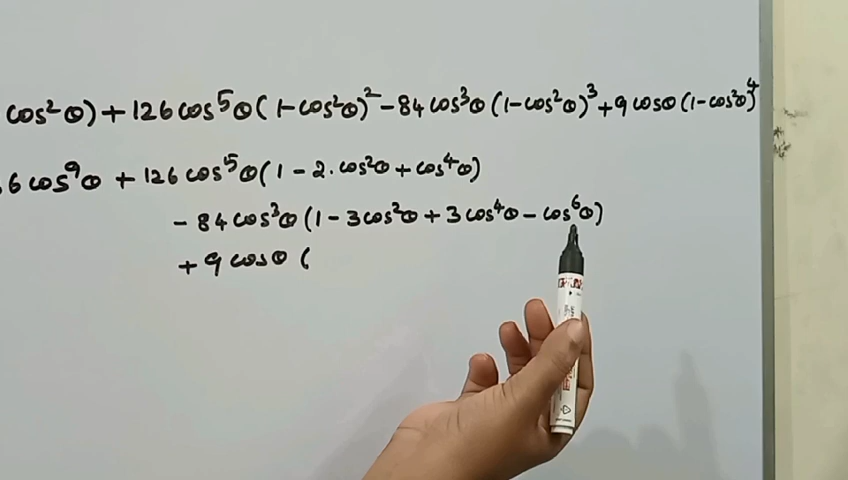 cos²θ) + 126 cos⁵θ (1-cos²θ)² - 84 cos³θ (1-cos²θ)³ + 9 cosθ (1-cos²θ)⁴
6 cos⁹θ + 126 cos⁵θ (1 - 2. cos²θ + cos⁴θ)
- 84 cos³θ (1 - 3cos²θ + 3 cos⁴θ - cos⁶θ)
+ 9 cosθ (